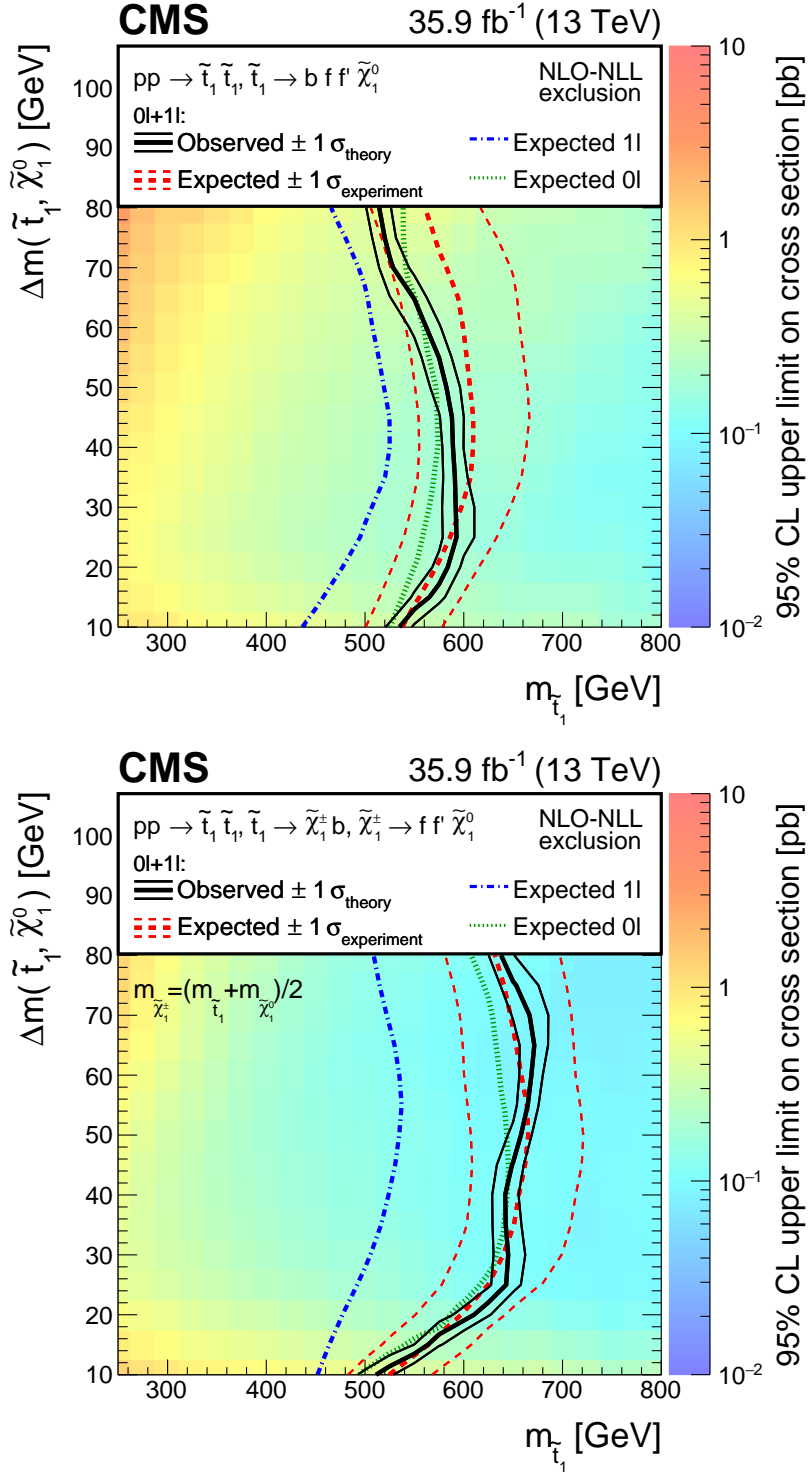 CMS 35.9 fb⁻¹ (13 TeV)
pp → t̃₁ t̃₁, t̃₁ → b f f' χ̃₁⁰ NLO-NLL
exclusion
0l+1l:
Observed ± 1 σ_theory Expected 1l
Expected ± 1 σ_experiment Expected 0l
Δm( t̃₁, χ̃₁⁰ ) [GeV]
100
90
80
70
60
50
40
30
20
10
300 400 500 600 700 800
m_t̃₁ [GeV]
10
1
10⁻¹
10⁻²
95% CL upper limit on cross section [pb]
CMS 35.9 fb⁻¹ (13 TeV)
pp → t̃₁ t̃₁, t̃₁ → χ̃₁± b, χ̃₁± → f f' χ̃₁⁰ NLO-NLL
exclusion
0l+1l:
Observed ± 1 σ_theory Expected 1l
Expected ± 1 σ_experiment Expected 0l
m_χ̃₁± =(m_t̃₁ +m_χ̃₁⁰ )/2
Δm( t̃₁, χ̃₁⁰ ) [GeV]
100
90
80
70
60
50
40
30
20
10
300 400 500 600 700 800
m_t̃₁ [GeV]
10
1
10⁻¹
10⁻²
95% CL upper limit on cross section [pb]